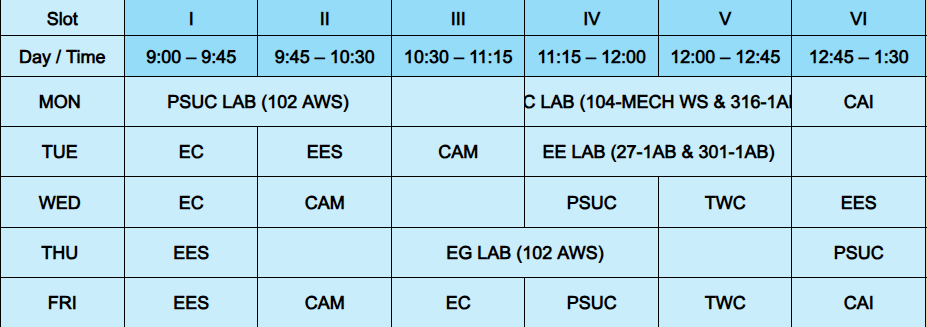 Slot I II III IV V VI
Day / Time 9:00 – 9:45 9:45 – 10:30 10:30 – 11:15 11:15 – 12:00 12:00 – 12:45 12:45 – 1:30
MON PSUC LAB (102 AWS) C LAB (104-MECH WS & 316-1AI CAI
TUE EC EES CAM EE LAB (27-1AB & 301-1AB)
WED EC CAM PSUC TWC EES
THU EES EG LAB (102 AWS) PSUC
FRI EES CAM EC PSUC TWC CAI